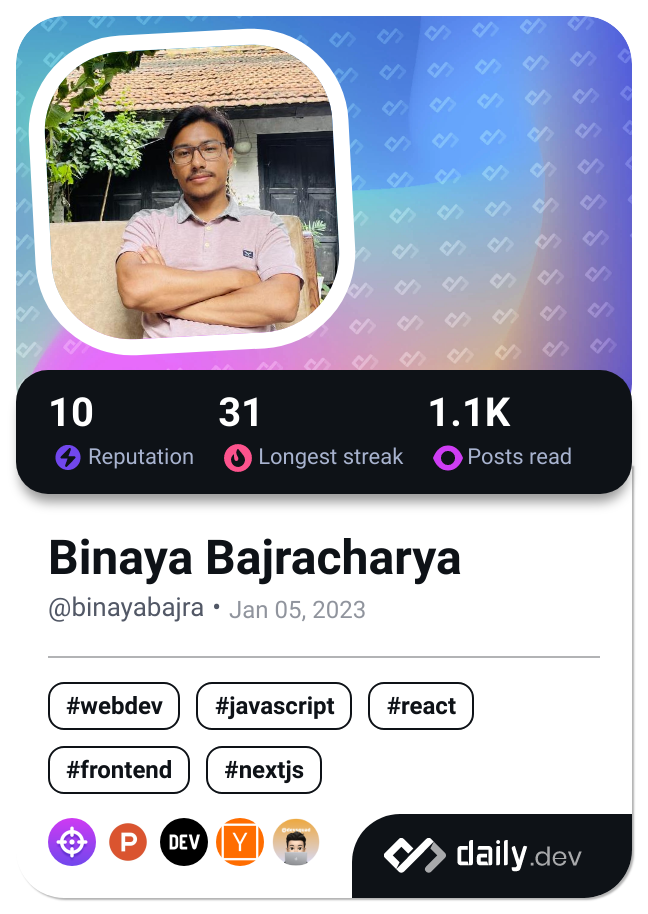 10 31 1.1K
Reputation Longest streak Posts read
Binaya Bajracharya
@binayabajra • Jan 05, 2023
#webdev #javascript #react
#frontend #nextjs
P DEV Y
daily.dev